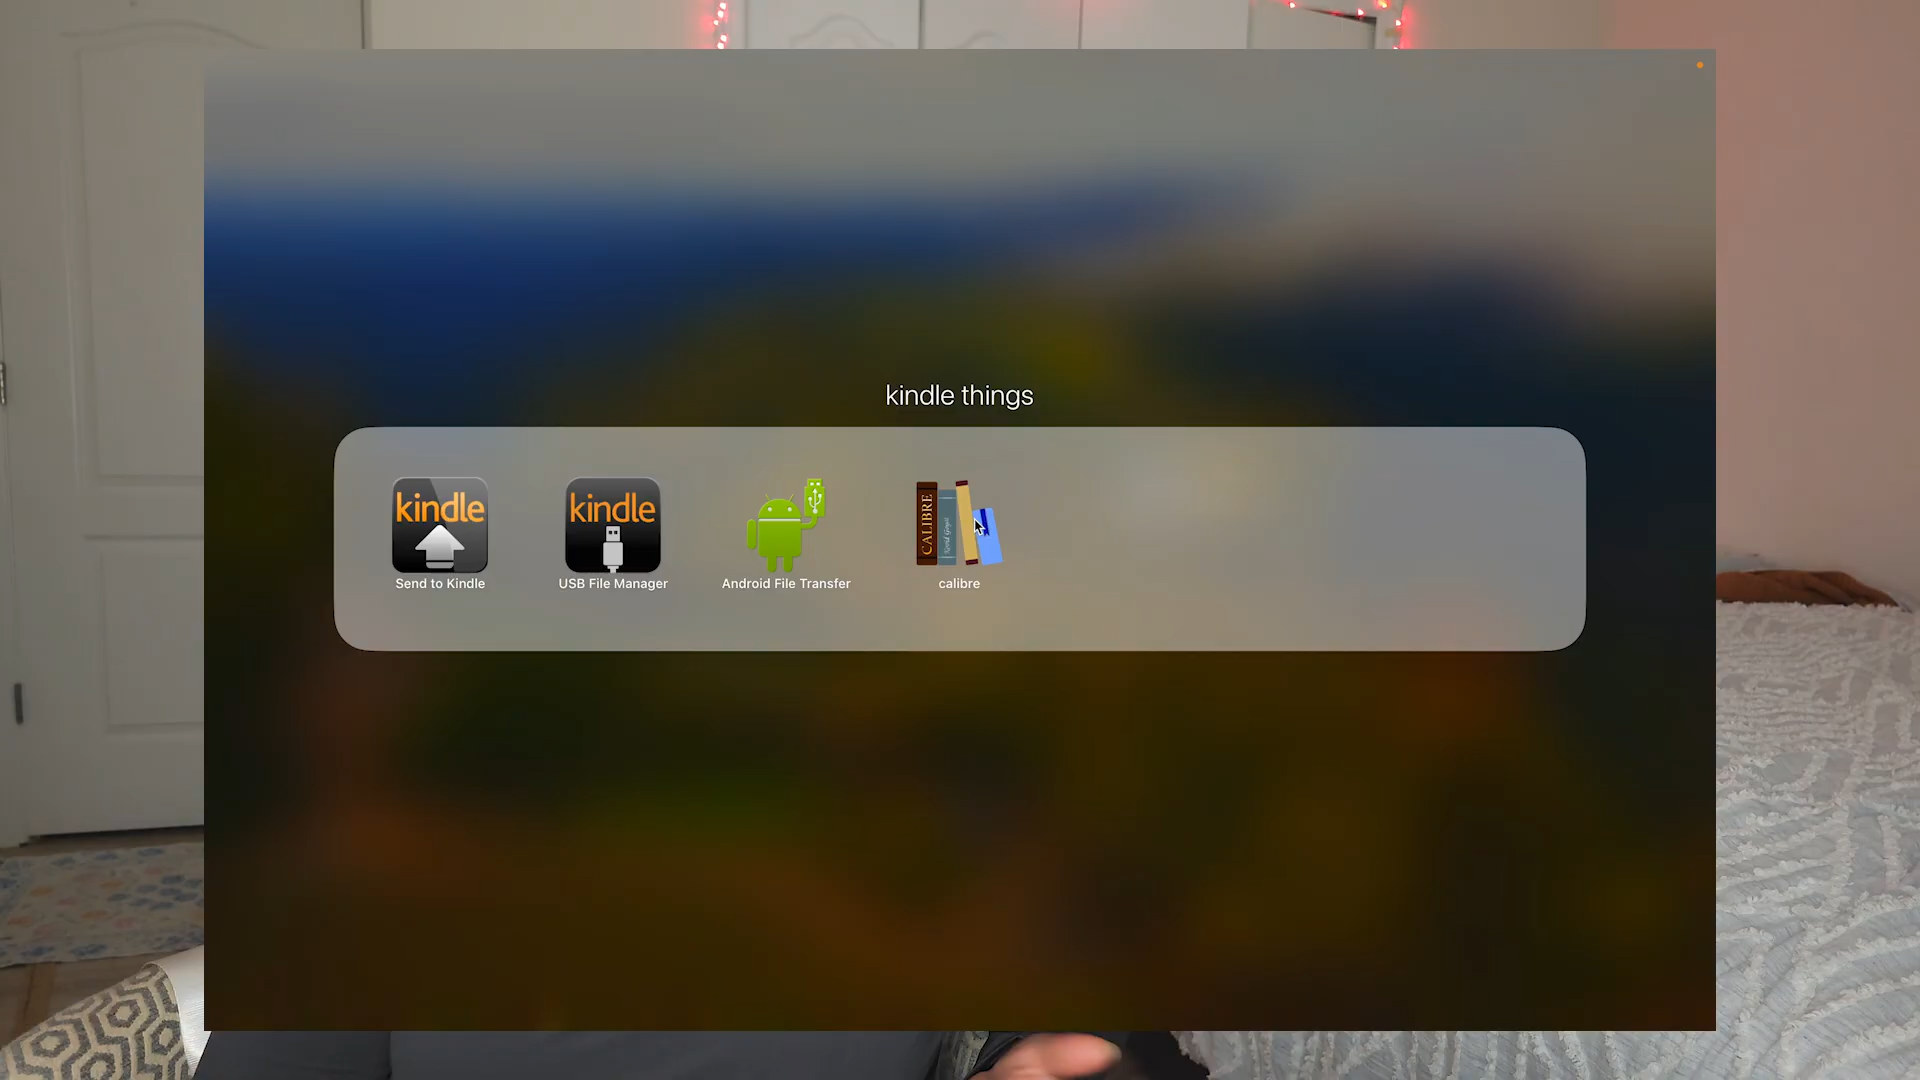 kindle things
kindle
kindle
CALIBRE
Send to Kindle
USB File Manager
Android File Transfer
calibre